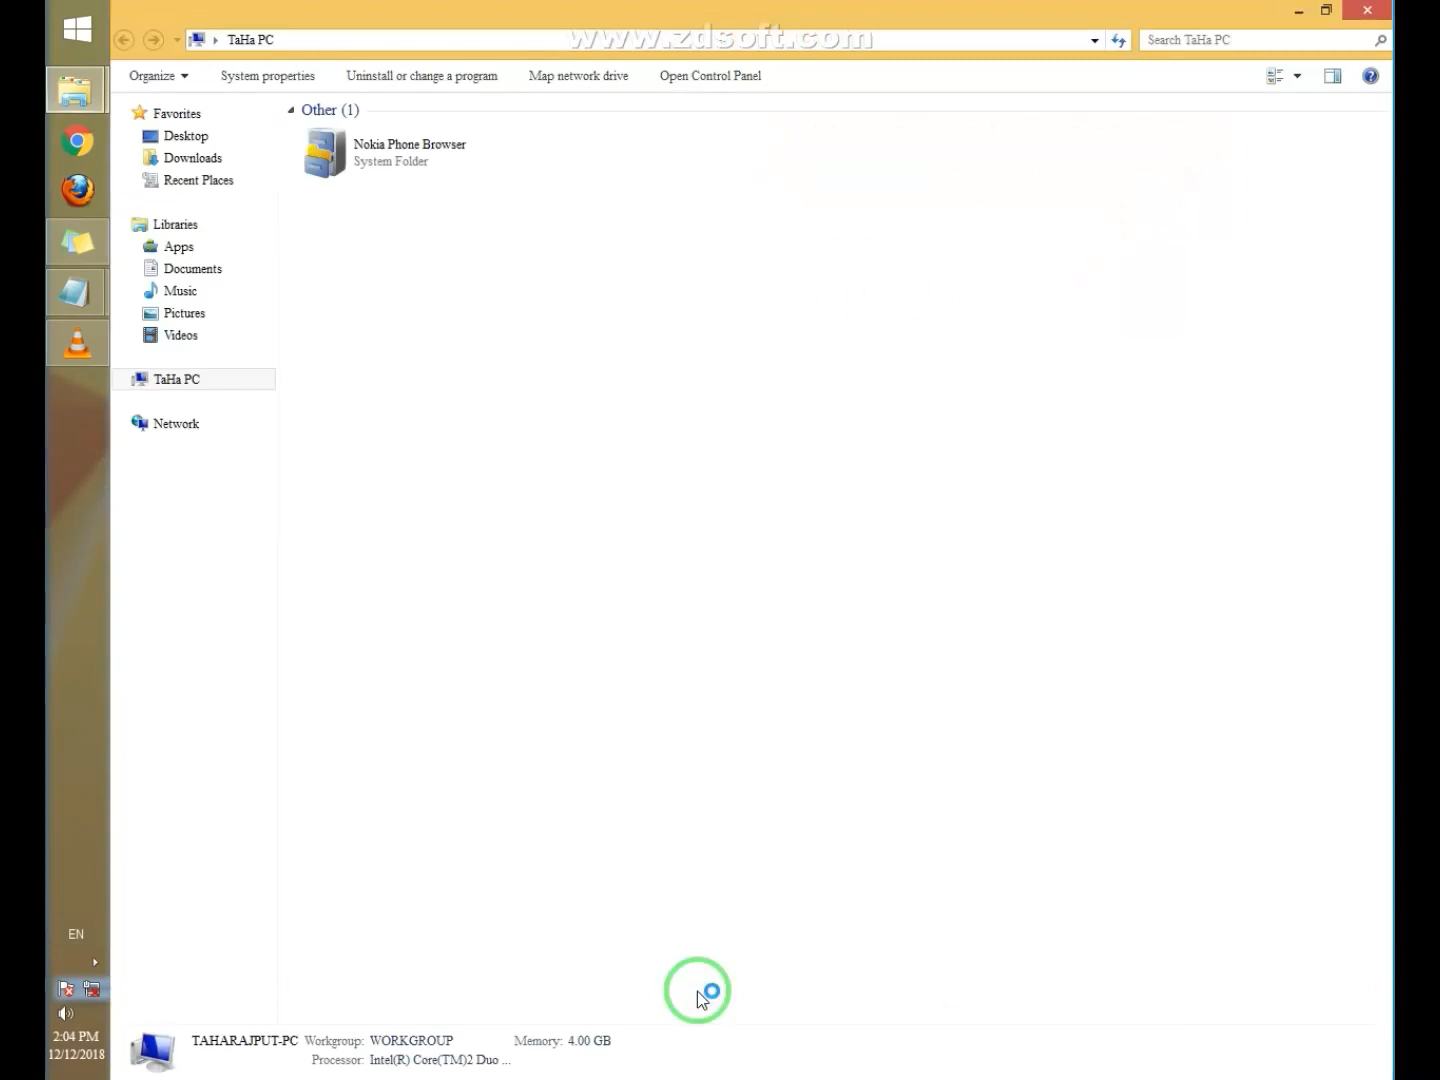 TaHa PC
www.zdsoft.com
Search TaHa PC
Organize
System properties
Uninstall or change a program
Map network drive
Open Control Panel
Favorites
Desktop
Downloads
Recent Places
Libraries
Apps
Documents
Music
Pictures
Videos
TaHa PC
Network
Other (1)
Nokia Phone Browser
System Folder
EN
2:04 PM
12/12/2018
TAHARAJPUT-PC Workgroup: WORKGROUP Memory: 4.00 GB
Processor: Intel(R) Core(TM)2 Duo ...